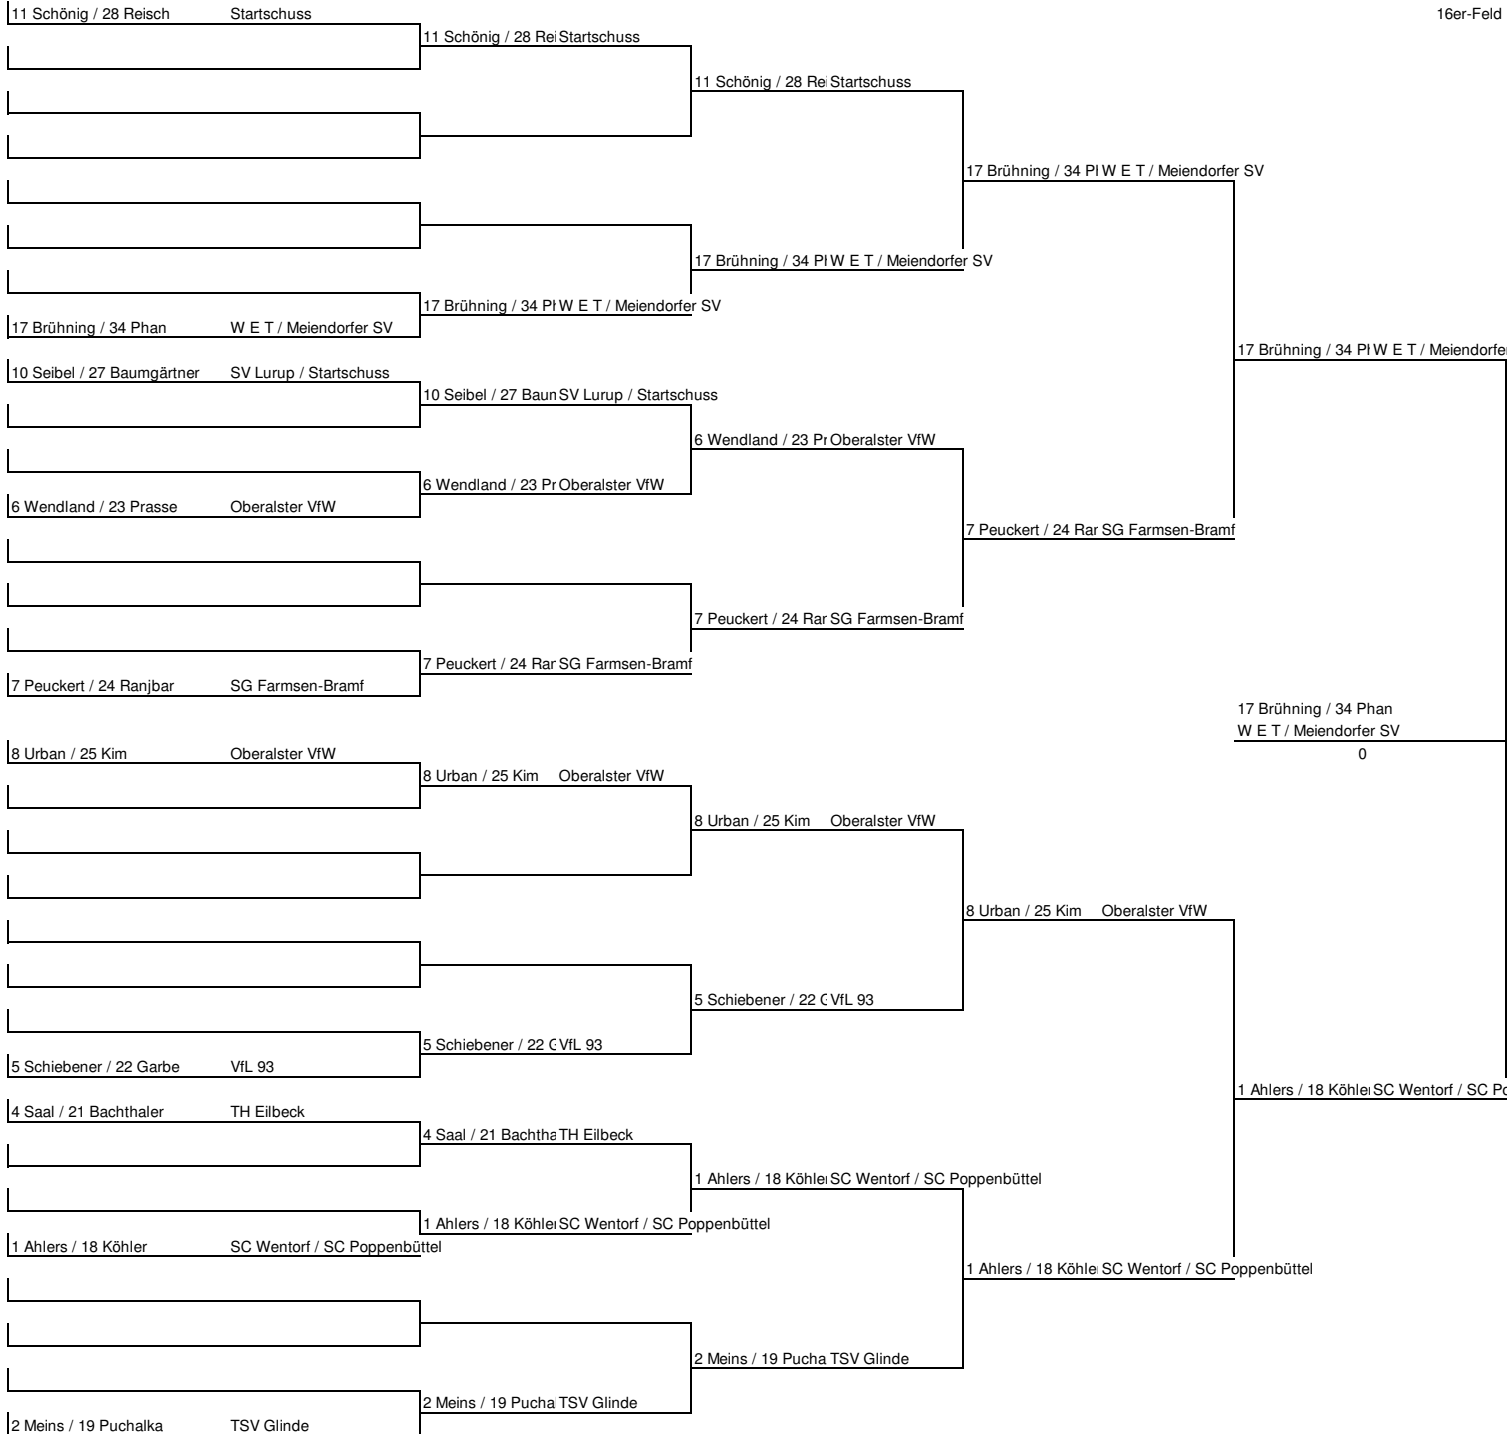 11 Schönig / 28 Reisch Startschuss
16er-Feld
11 Schönig / 28 Rei Startschuss
11 Schönig / 28 Rei Startschuss
17 Brühning / 34 Pl W E T / Meiendorfer SV
17 Brühning / 34 Pl W E T / Meiendorfer SV
17 Brühning / 34 Pl W E T / Meiendorfer SV
17 Brühning / 34 Phan W E T / Meiendorfer SV
17 Brühning / 34 Pl W E T / Meiendorfe
10 Seibel / 27 Baumgärtner SV Lurup / Startschuss
10 Seibel / 27 Baun SV Lurup / Startschuss
6 Wendland / 23 Pr Oberalster VfW
6 Wendland / 23 Pr Oberalster VfW
6 Wendland / 23 Prasse Oberalster VfW
7 Peuckert / 24 Rar SG Farmsen-Bramf
7 Peuckert / 24 Rar SG Farmsen-Bramf
7 Peuckert / 24 Rar SG Farmsen-Bramf
7 Peuckert / 24 Ranjbar SG Farmsen-Bramf
17 Brühning / 34 Phan
W E T / Meiendorfer SV
0
8 Urban / 25 Kim Oberalster VfW
8 Urban / 25 Kim Oberalster VfW
8 Urban / 25 Kim Oberalster VfW
8 Urban / 25 Kim Oberalster VfW
5 Schiebener / 22 G VfL 93
5 Schiebener / 22 G VfL 93
5 Schiebener / 22 Garbe VfL 93
1 Ahlers / 18 Köhler SC Wentorf / SC Po
4 Saal / 21 Bachthaler TH Eilbeck
4 Saal / 21 Bachtha TH Eilbeck
1 Ahlers / 18 Köhler SC Wentorf / SC Poppenbüttel
1 Ahlers / 18 Köhler SC Wentorf / SC Poppenbüttel
1 Ahlers / 18 Köhler SC Wentorf / SC Poppenbüttel
1 Ahlers / 18 Köhle SC Wentorf / SC Poppenbüttel
2 Meins / 19 Pucha TSV Glinde
2 Meins / 19 Pucha TSV Glinde
2 Meins / 19 Puchalka TSV Glinde